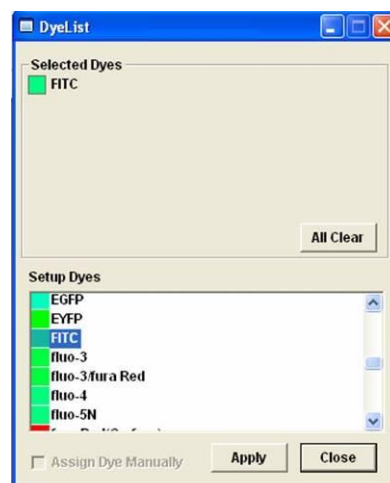 DyeList
Selected Dyes
FITC
All Clear
Setup Dyes
EGFP
EYFP
FITC
fluo-3
fluo-3/fura Red
fluo-4
fluo-5N
Assign Dye Manually
Apply
Close